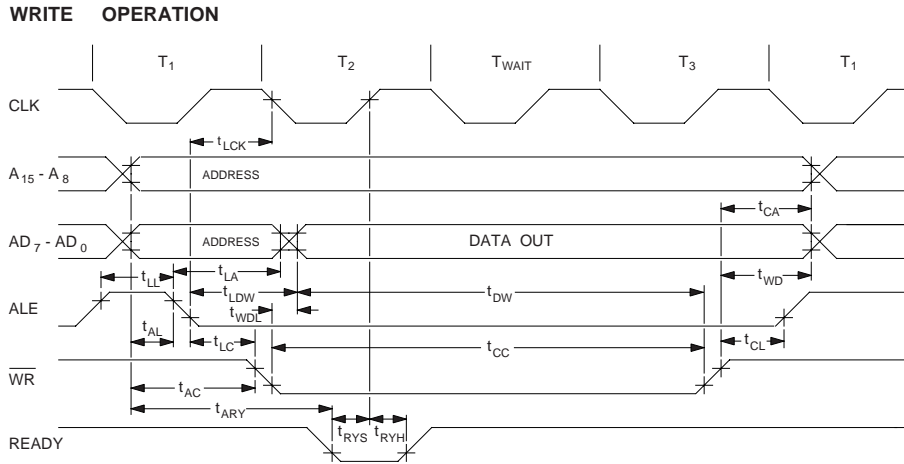 WRITE OPERATION
T1 T2 TWAIT T3 T1
CLK
tLCK
A15 - A8 ADDRESS
tCA
AD7 - AD0 ADDRESS DATA OUT
tLL tLA tWD
tLDW tDW
ALE
tWDL
tAL tLC tCC tCL
WR
tAC
tARY
tRYS tRYH
READY